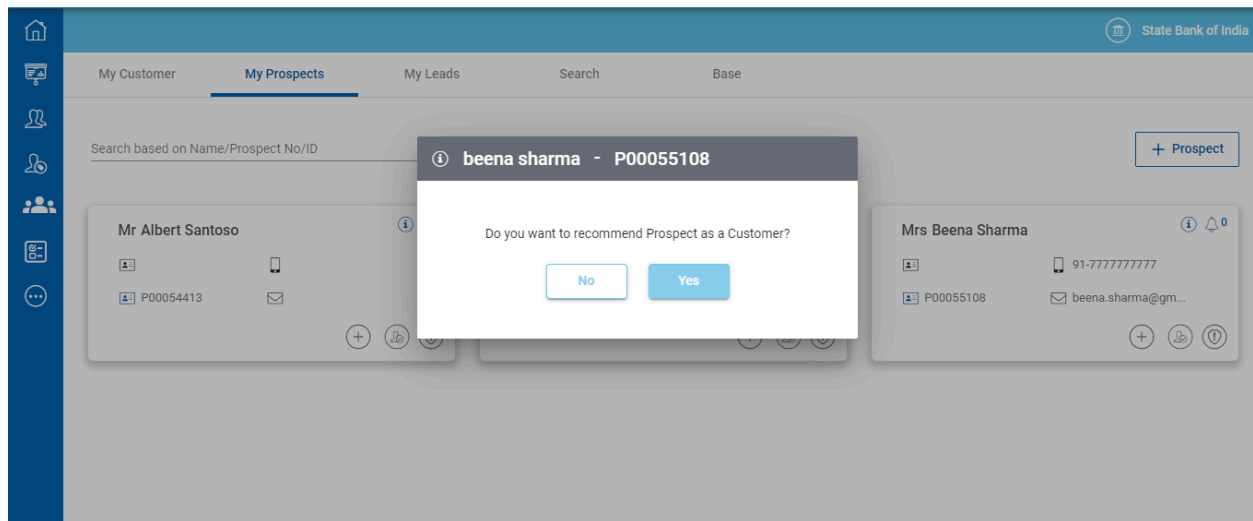 State Bank of India
My Customer
My Prospects
My Leads
Search
Base
Search based on Name/Prospect No/ID
+ Prospect
beena sharma - P00055108
Do you want to recommend Prospect as a Customer?
No
Yes
Mr Albert Santoso
P00054413
Mrs Beena Sharma
0
91-7777777777
P00055108
beena.sharma@gm...